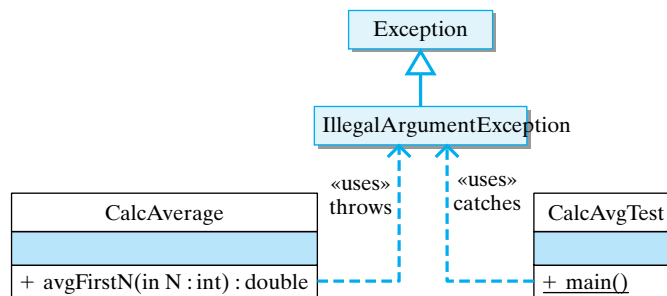 Exception
IllegalArgumentException
«uses»
throws
«uses»
catches
CalcAverage
+ avgFirstN(in N : int) : double
CalcAvgTest
+ main()